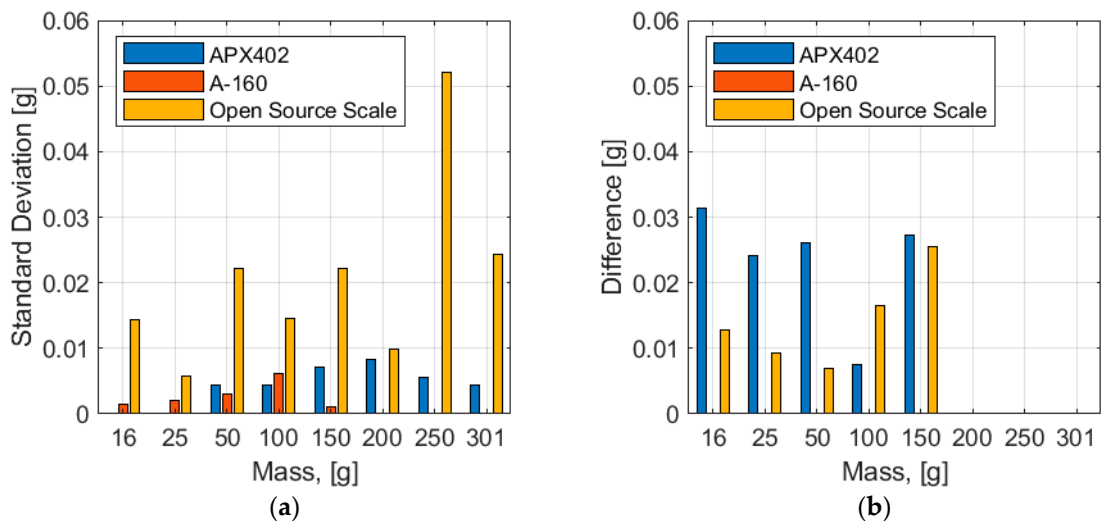 0.06
0.05
0.04
0.03
0.02
0.01
0
Standard Deviation [g]
APX402
A-160
Open Source Scale
16 25 50 100 150 200 250 301
Mass, [g]
(a)
0.06
0.05
0.04
0.03
0.02
0.01
0
Difference [g]
APX402
A-160
Open Source Scale
16 25 50 100 150 200 250 301
Mass, [g]
(b)